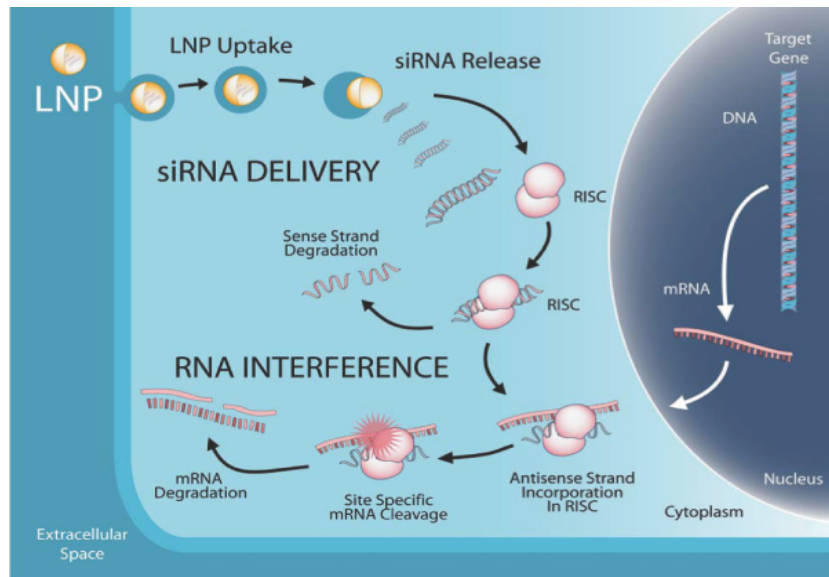 LNP
LNP Uptake
siRNA Release
Target
Gene
DNA
siRNA DELIVERY
RISC
Sense Strand
Degradation
RISC
mRNA
RNA INTERFERENCE
mRNA
Degradation
Site Specific
mRNA Cleavage
Antisense Strand
Incorporation
In RISC
Nucleus
Cytoplasm
Extracellular
Space